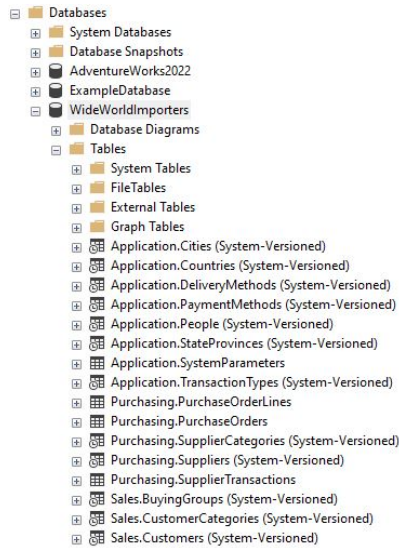 Databases
System Databases
Database Snapshots
AdventureWorks2022
ExampleDatabase
WideWorldImporters
Database Diagrams
Tables
System Tables
FileTables
External Tables
Graph Tables
Application.Cities (System-Versioned)
Application.Countries (System-Versioned)
Application.DeliveryMethods (System-Versioned)
Application.PaymentMethods (System-Versioned)
Application.People (System-Versioned)
Application.StateProvinces (System-Versioned)
Application.SystemParameters
Application.TransactionTypes (System-Versioned)
Purchasing.PurchaseOrderLines
Purchasing.PurchaseOrders
Purchasing.SupplierCategories (System-Versioned)
Purchasing.Suppliers (System-Versioned)
Purchasing.SupplierTransactions
Sales.BuyingGroups (System-Versioned)
Sales.CustomerCategories (System-Versioned)
Sales.Customers (System-Versioned)